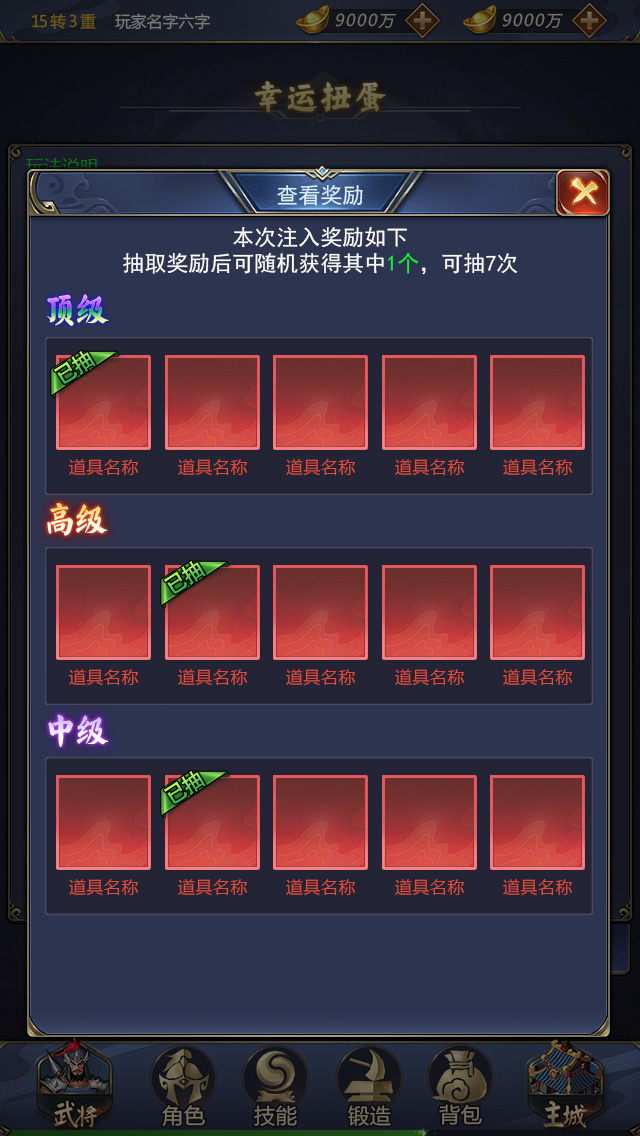 15转3重 玩家名字六字 9000万 9000万
幸运扭蛋
玩法说明
查看奖励
本次注入奖励如下
抽取奖励后可随机获得其中1个，可抽7次
顶级
已抽
道具名称 道具名称 道具名称 道具名称 道具名称
高级
已抽
道具名称 道具名称 道具名称 道具名称 道具名称
中级
已抽
道具名称 道具名称 道具名称 道具名称 道具名称
武将 角色 技能 锻造 背包 主城